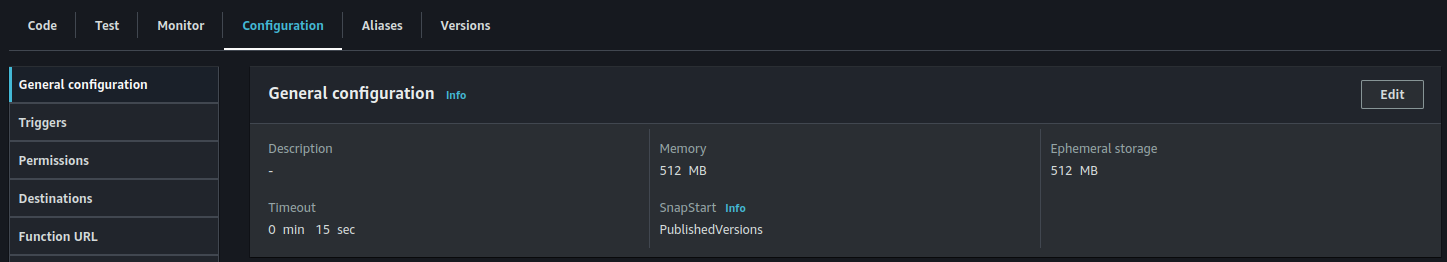 Code Test Monitor Configuration Aliases Versions
General configuration
Triggers
Permissions
Destinations
Function URL
General configuration Info Edit
Description Memory Ephemeral storage
- 512 MB 512 MB
Timeout SnapStart Info
0 min 15 sec PublishedVersions